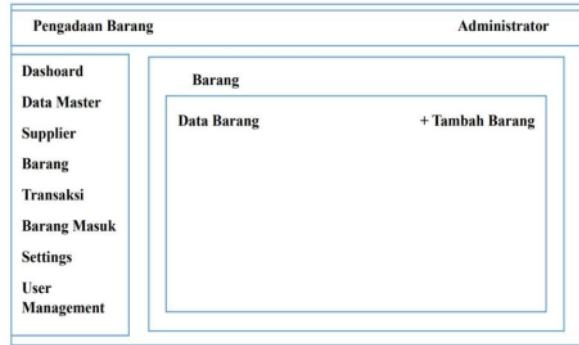 Pengadaan Barang
Administrator
Dashoard
Data Master
Supplier
Barang
Transaksi
Barang Masuk
Settings
User
Management
Barang
Data Barang
+ Tambah Barang